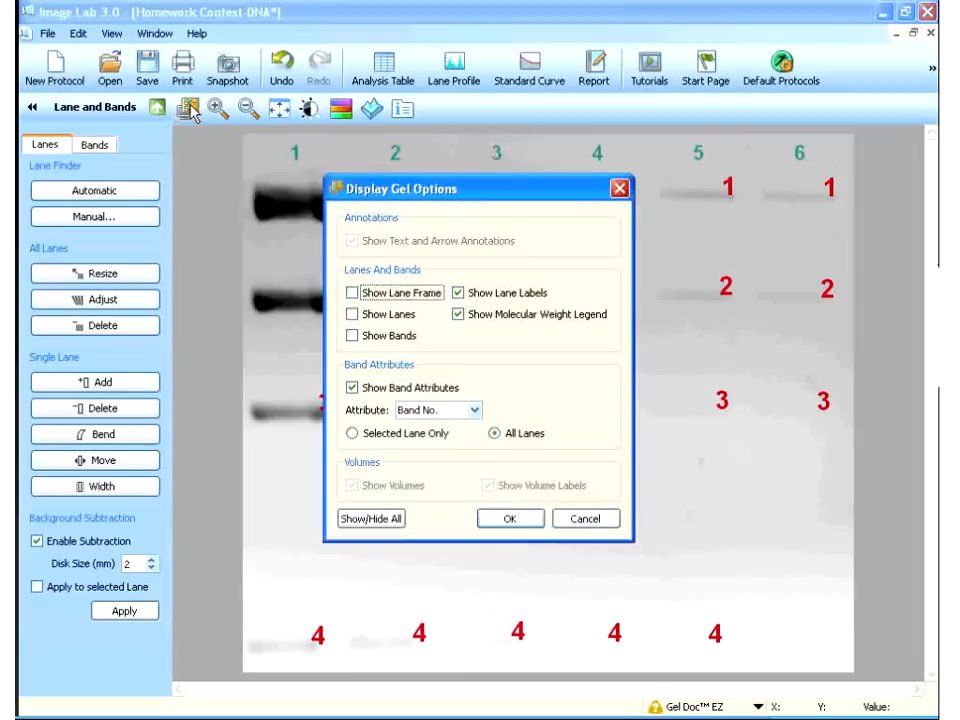 Image Lab 3.0 - [Homework Contest-DNA*]
File Edit View Window Help
New Protocol Open Save Print Snapshot Undo Redo Analysis Table Lane Profile Standard Curve Report Tutorials Start Page Default Protocols »
Lane and Bands
Lanes Bands
Lane Finder
Automatic
Manual...
All Lanes
Resize
Adjust
Delete
Single Lane
Add
Delete
Bend
Move
Width
Background Subtraction
Enable Subtraction
Disk Size (mm) 2
Apply to selected Lane
Apply
1 2 3 4 5 6
1 1
2 2
3 3
4 4 4 4 4
Display Gel Options
Annotations
Show Text and Arrow Annotations
Lanes And Bands
Show Lane Frame Show Lane Labels
Show Lanes Show Molecular Weight Legend
Show Bands
Band Attributes
Show Band Attributes
Attribute: Band No.
Selected Lane Only All Lanes
Volumes
Show Volumes Show Volume Labels
Show/Hide All OK Cancel
Gel Doc™ EZ X: Y: Value: